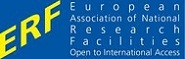 ERF
European
Association of National
Research
Facilities
Open to International Access